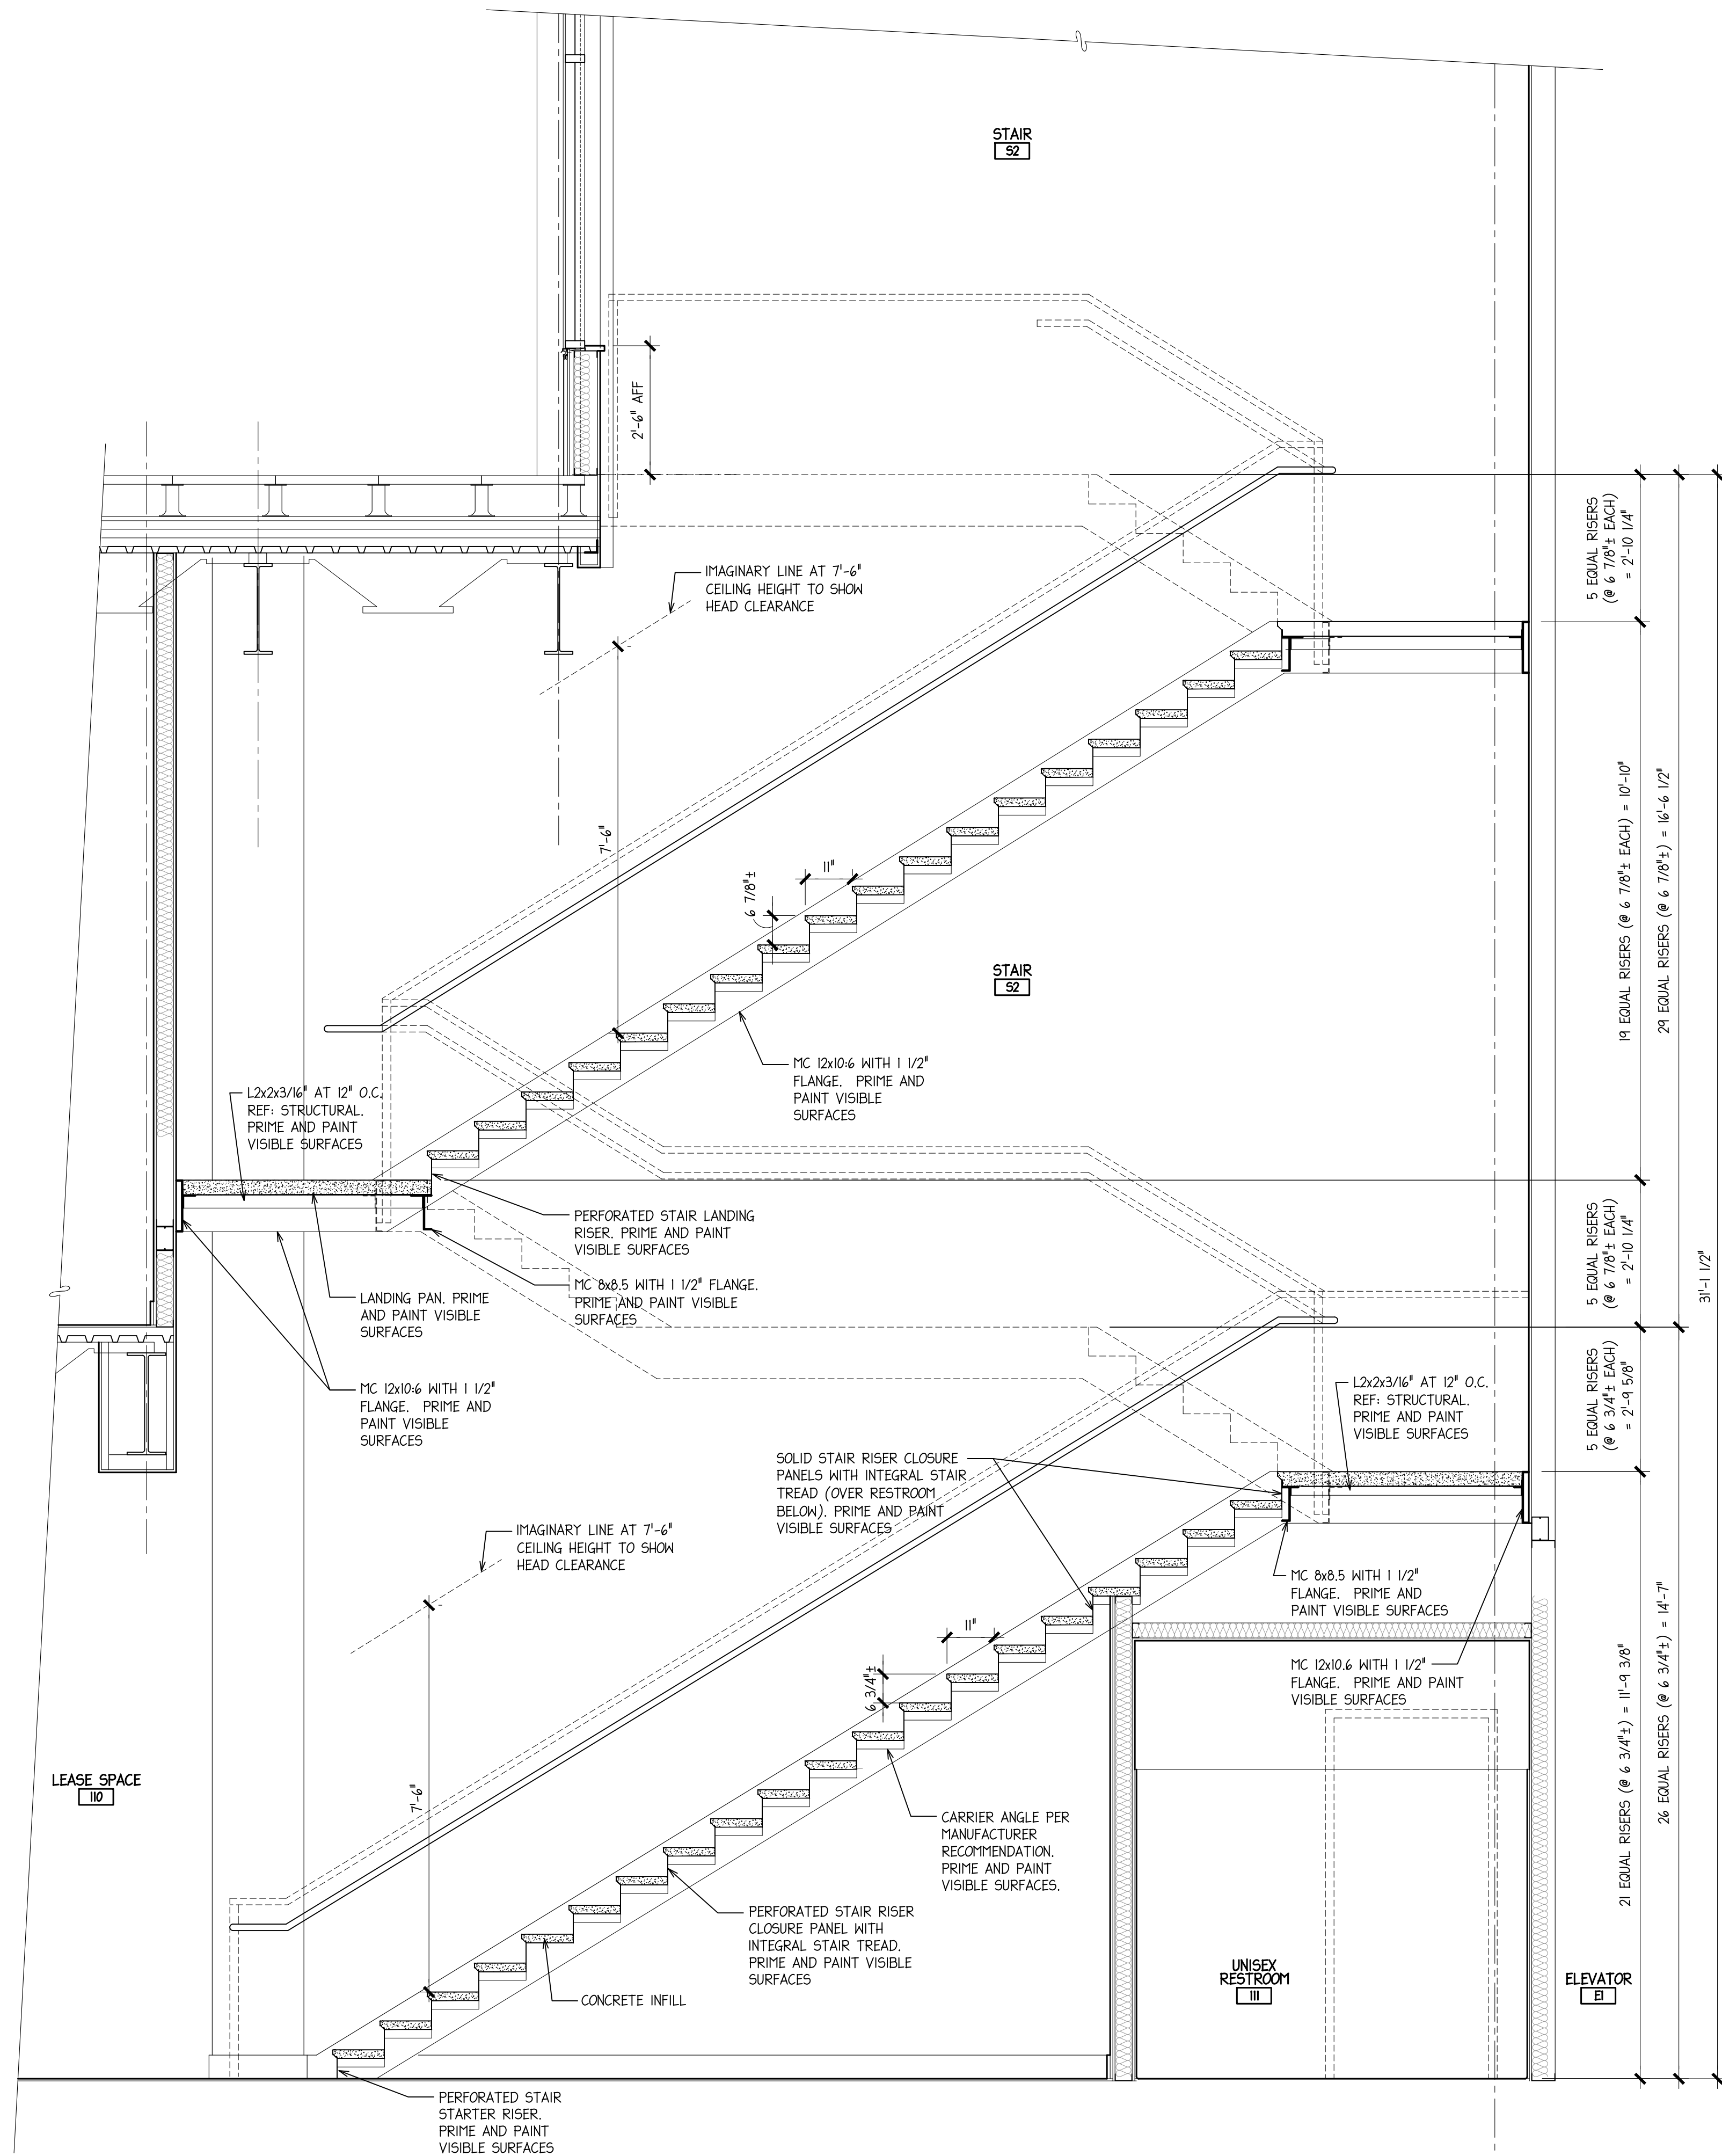 STAIR
S2
2'-6" AFF
IMAGINARY LINE AT 7'-6"
CEILING HEIGHT TO SHOW
HEAD CLEARANCE
5 EQUAL RISERS
(@ 6 7/8"± EACH)
= 2'-10 1/4"
7'-6"
11"
6 7/8"±
19 EQUAL RISERS (@ 6 7/8"± EACH) = 10'-10"
29 EQUAL RISERS (@ 6 7/8"±) = 16'-6 1/2"
STAIR
S2
MC 12x10:6 WITH 1 1/2"
FLANGE. PRIME AND
PAINT VISIBLE
SURFACES
L2x2x3/16" AT 12" O.C.
REF: STRUCTURAL.
PRIME AND PAINT
VISIBLE SURFACES
PERFORATED STAIR LANDING
RISER. PRIME AND PAINT
VISIBLE SURFACES
MC 8x8.5 WITH 1 1/2" FLANGE.
PRIME AND PAINT VISIBLE
SURFACES
LANDING PAN. PRIME
AND PAINT VISIBLE
SURFACES
MC 12x10:6 WITH 1 1/2"
FLANGE. PRIME AND
PAINT VISIBLE
SURFACES
5 EQUAL RISERS
(@ 6 7/8"± EACH)
= 2'-10 1/4"
31'-1 1/2"
5 EQUAL RISERS
(@ 6 3/4"± EACH)
= 2'-9 5/8"
L2x2x3/16" AT 12" O.C.
REF: STRUCTURAL.
PRIME AND PAINT
VISIBLE SURFACES
SOLID STAIR RISER CLOSURE
PANELS WITH INTEGRAL STAIR
TREAD (OVER RESTROOM
BELOW). PRIME AND PAINT
VISIBLE SURFACES
IMAGINARY LINE AT 7'-6"
CEILING HEIGHT TO SHOW
HEAD CLEARANCE
MC 8x8.5 WITH 1 1/2"
FLANGE. PRIME AND
PAINT VISIBLE SURFACES
11"
6 3/4"±
MC 12x10.6 WITH 1 1/2"
FLANGE. PRIME AND PAINT
VISIBLE SURFACES
21 EQUAL RISERS (@ 6 3/4"±) = 11'-9 3/8"
26 EQUAL RISERS (@ 6 3/4"±) = 14'-7"
LEASE SPACE
110
7'-6"
CARRIER ANGLE PER
MANUFACTURER
RECOMMENDATION.
PRIME AND PAINT
VISIBLE SURFACES.
PERFORATED STAIR RISER
CLOSURE PANEL WITH
INTEGRAL STAIR TREAD.
PRIME AND PAINT VISIBLE
SURFACES
CONCRETE INFILL
UNISEX
RESTROOM
111
ELEVATOR
E1
PERFORATED STAIR
STARTER RISER.
PRIME AND PAINT
VISIBLE SURFACES